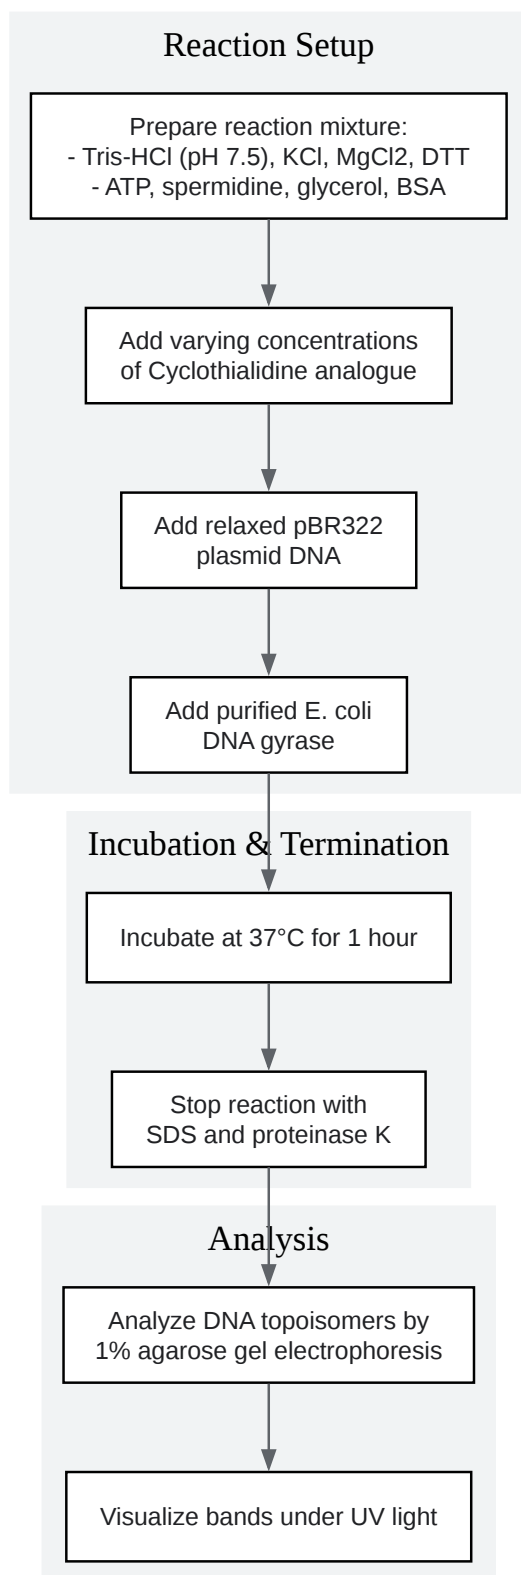 Reaction Setup
Prepare reaction mixture:
- Tris-HCl (pH 7.5), KCl, MgCl2, DTT
- ATP, spermidine, glycerol, BSA
Add varying concentrations
of Cyclothialidine analogue
Add relaxed pBR322
plasmid DNA
Add purified E. coli
DNA gyrase
Incubation & Termination
Incubate at 37°C for 1 hour
Stop reaction with
SDS and proteinase K
Analysis
Analyze DNA topoisomers by
1% agarose gel electrophoresis
Visualize bands under UV light